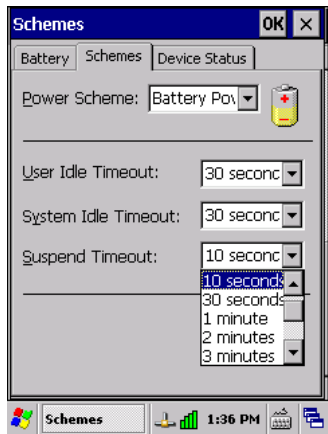 Schemes OK
Battery Schemes Device Status
Power Scheme: Battery Pov
User Idle Timeout: 30 seconc
System Idle Timeout: 30 seconc
Suspend Timeout: 10 seconc
10 seconds
30 seconds
1 minute
2 minutes
3 minutes
Schemes 1:36 PM